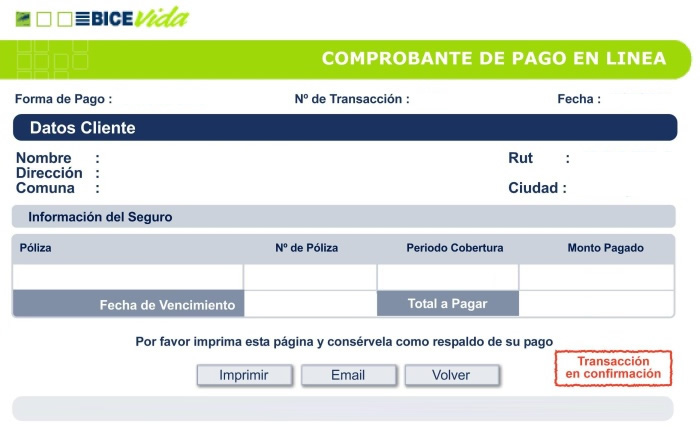 BICE Vida
COMPROBANTE DE PAGO EN LINEA
Forma de Pago : Nº de Transacción : Fecha :
Datos Cliente
Nombre : Rut :
Dirección :
Comuna : Ciudad :
Información del Seguro
Póliza Nº de Póliza Periodo Cobertura Monto Pagado
Fecha de Vencimiento Total a Pagar
Por favor imprima esta página y consérvela como respaldo de su pago
Transacción
en confirmación
Imprimir Email Volver